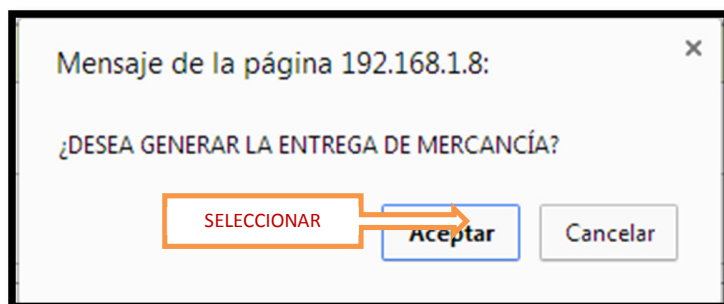 Mensaje de la página 192.168.1.8:
¿DESEA GENERAR LA ENTREGA DE MERCANCÍA?
SELECCIONAR
Aceptar
Cancelar